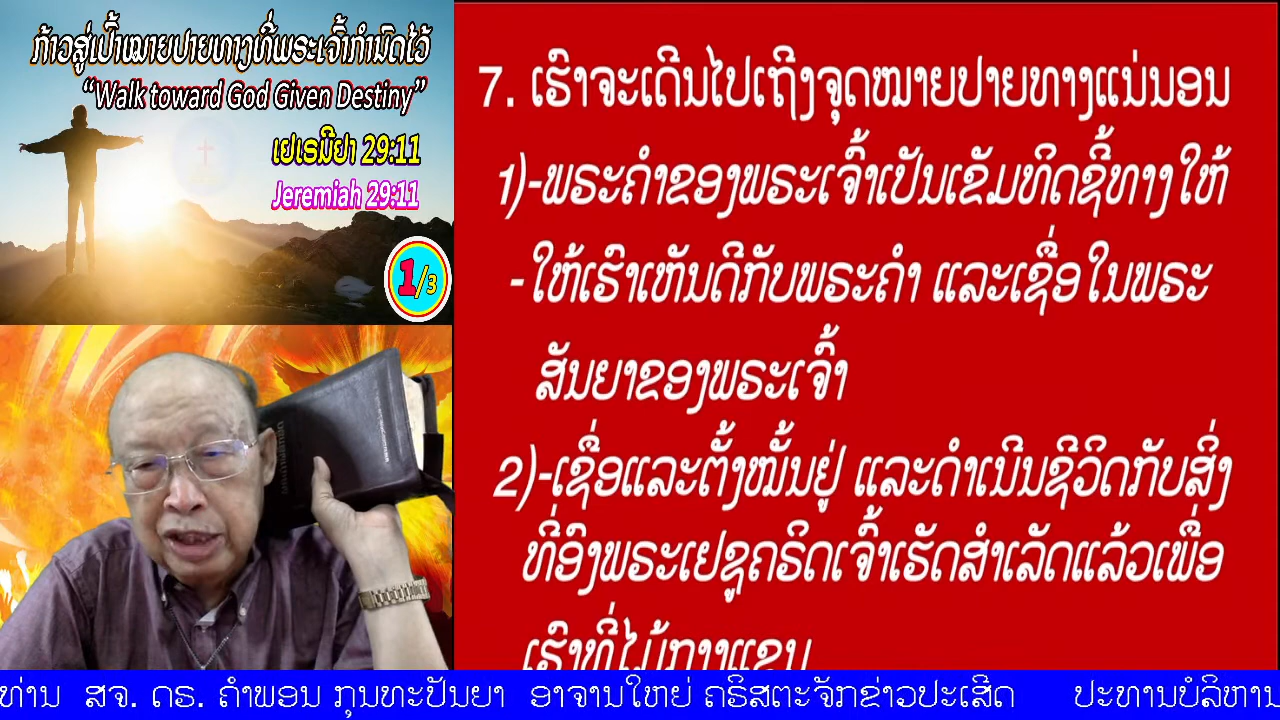 ກ້າວສູ່ເປົ້າໝາຍປາຍທາງທີ່ພຣະເຈົ້າກຳນົດໄວ້
“Walk toward God Given Destiny”
ເຢເຣມີຢາ 29:11
Jeremiah 29:11
1/3
7. ເຮົາຈະເດີນໄປເຖີງຈຸດໝາຍປາຍທາງແນ່ນອນ
1)-ພຣະຄຳຂອງພຣະເຈົ້າເປັນເຂັມທິດຊີ້ທາງໃຫ້
-ໃຫ້ເຮົາເຫັນດີກັບພຣະຄຳ ແລະເຊື່ອໃນພຣະ
ສັນຍາຂອງພຣະເຈົ້າ
2)-ເຊື່ອແລະຕັ້ງໝັ້ນຢູ່ ແລະດຳເນີນຊີວິດກັບສິ່ງ
ທີ່ອົງພຣະເຢຊູຄຣິດເຈົ້າເຮັດສຳເລັດແລ້ວເພື່ອ
ເຮົາທີ່ໄມ້ກາງແຂນ
ທ່ານ ສຈ. ດຣ. ຄຳພອນ ກຸນທະປັນຍາ ອາຈານໃຫຍ່ ຄຣິສຕະຈັກຂ່າວປະເສີດ ປະທານບໍລິຫານ